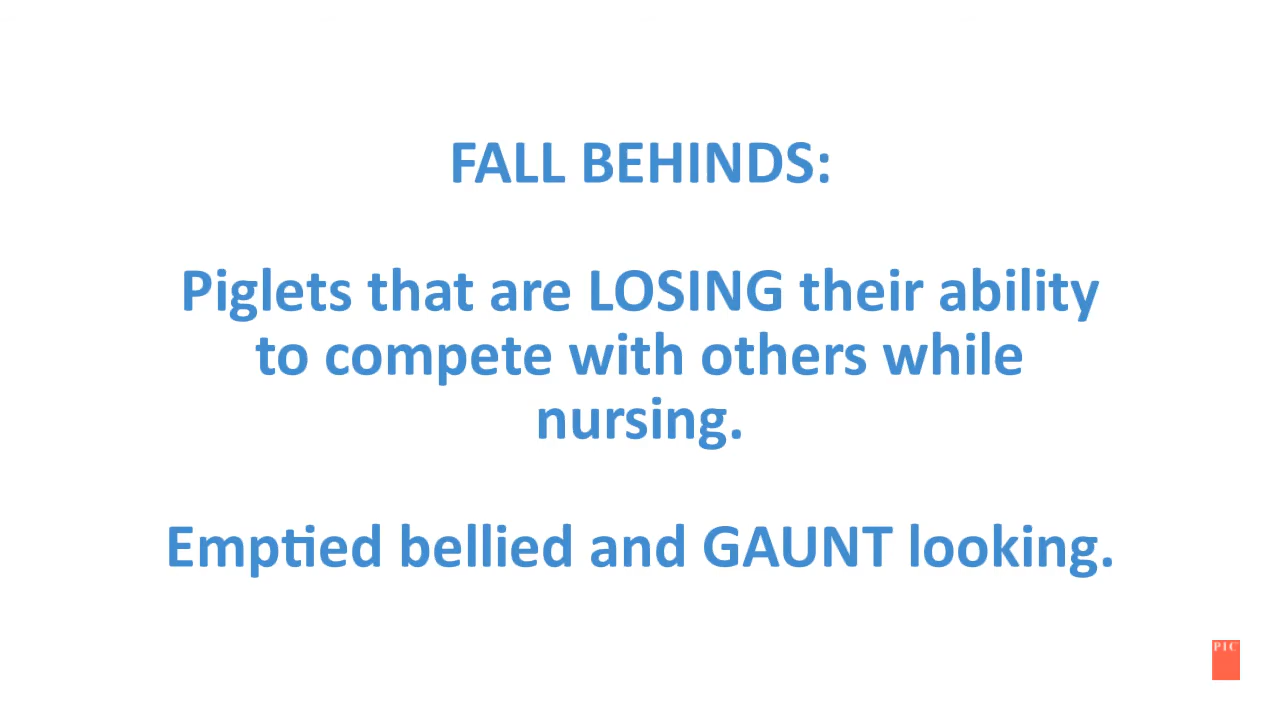 FALL BEHINDS:
Piglets that are LOSING their ability
to compete with others while
nursing.
Emptied bellied and GAUNT looking.
PIC